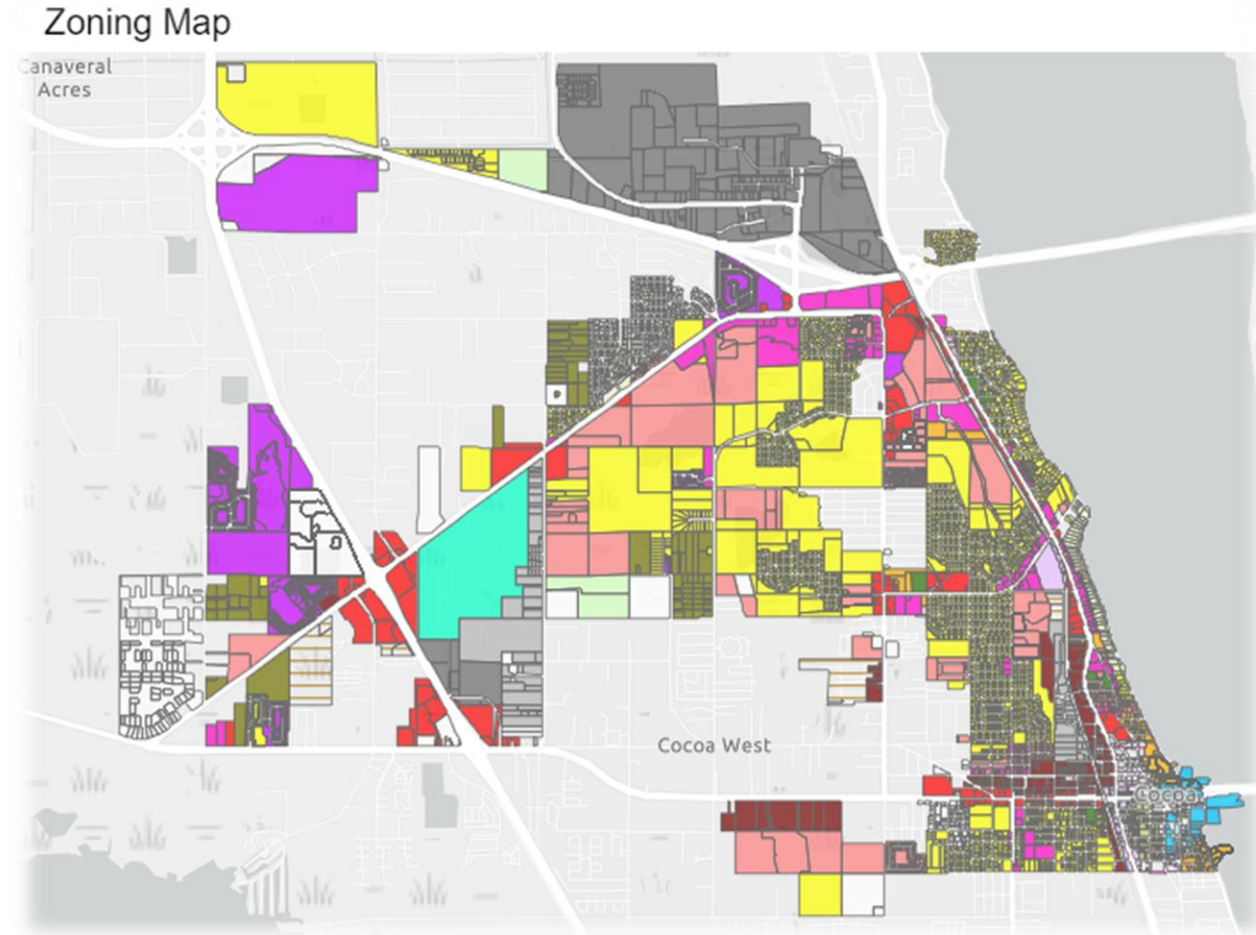 Zoning Map
Canaveral
Acres
Cocoa West
Cocoa